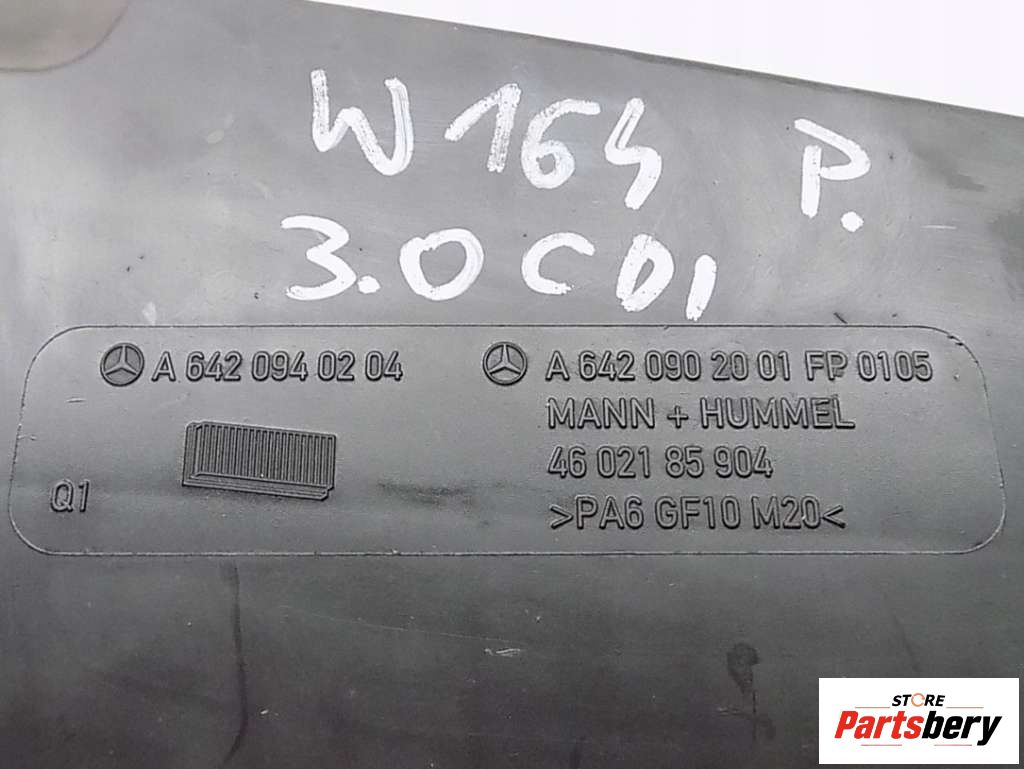 W164 P.
3.0 CDI
A 642 094 02 04
Q1
A 642 090 20 01 FP 0105
MANN + HUMMEL
46 021 85 904
>PA6 GF10 M20<
STORE
Partsbery